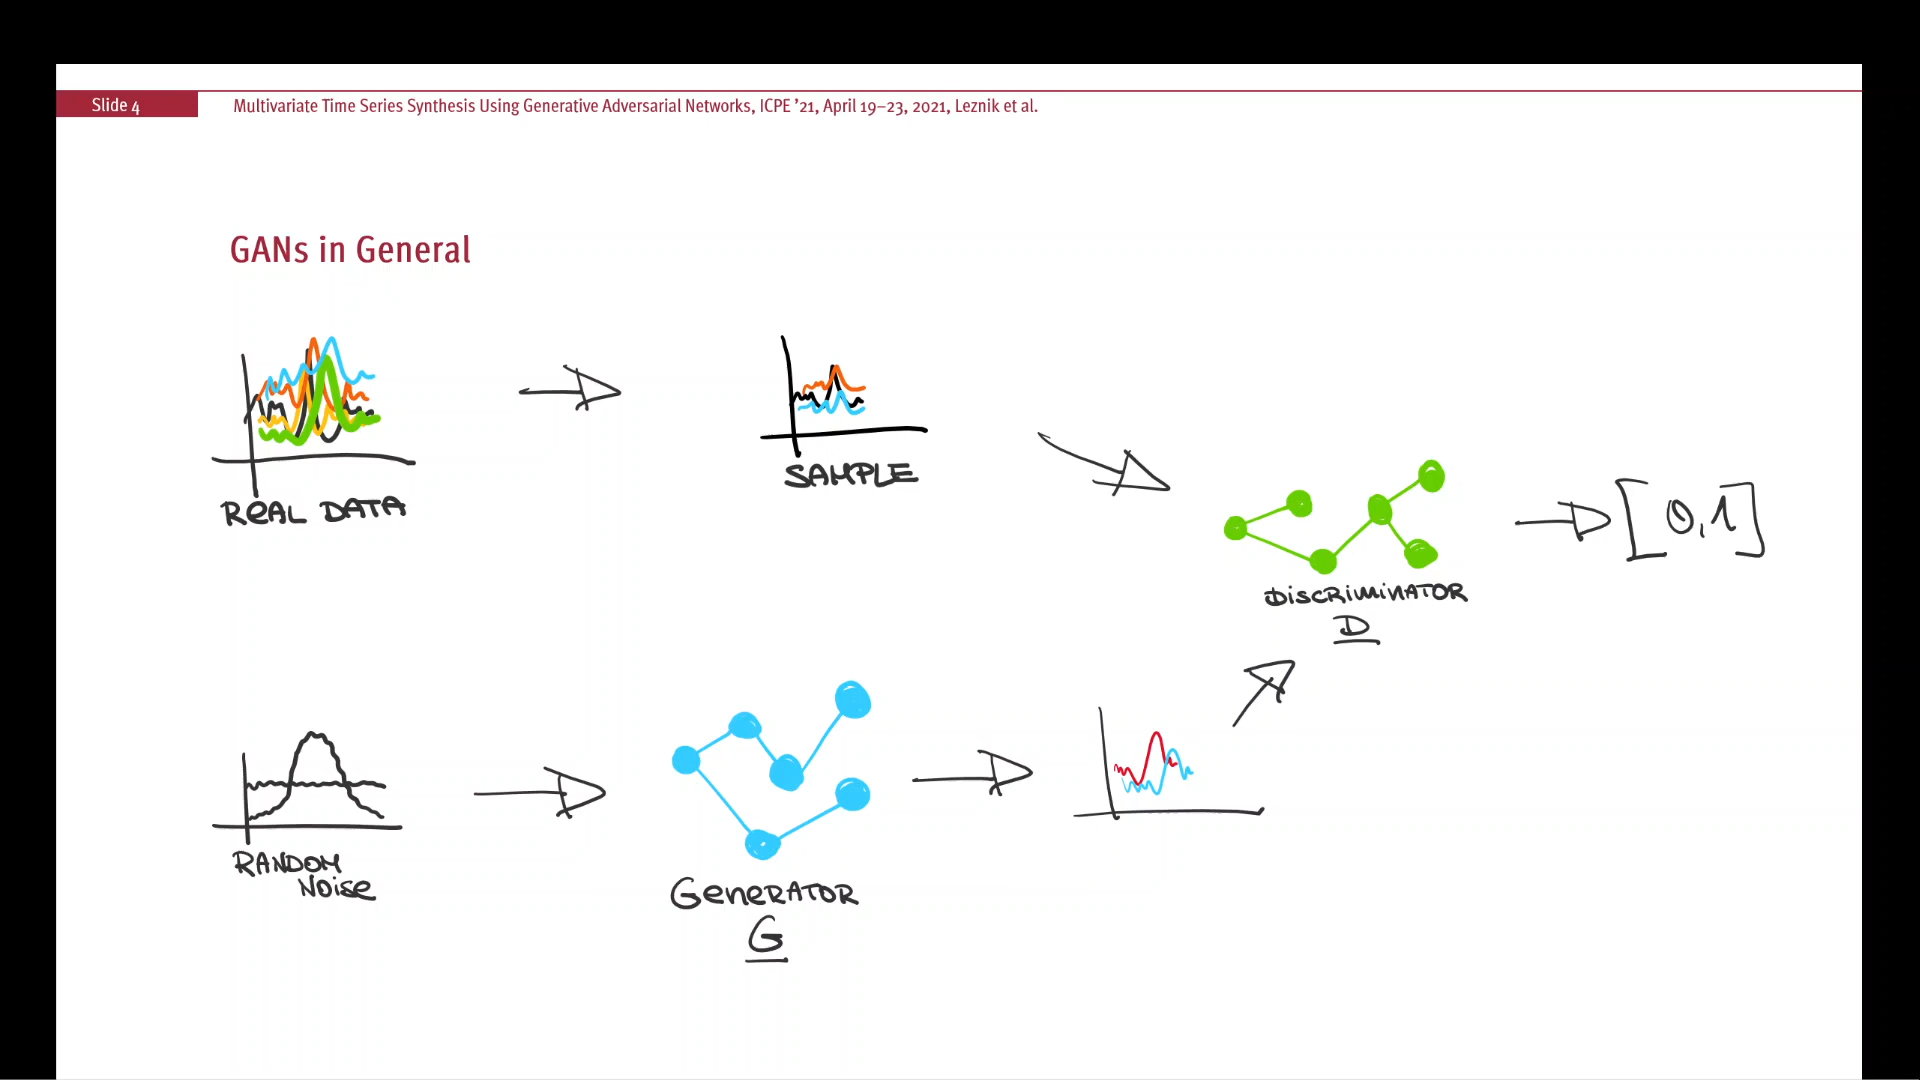 Slide 4
Multivariate Time Series Synthesis Using Generative Adversarial Networks, ICPE ’21, April 19–23, 2021, Leznik et al.
GANs in General
REAL DATA
SAMPLE
DISCRIMINATOR
D
[0,1]
RANDOM
NOISE
GENERATOR
G